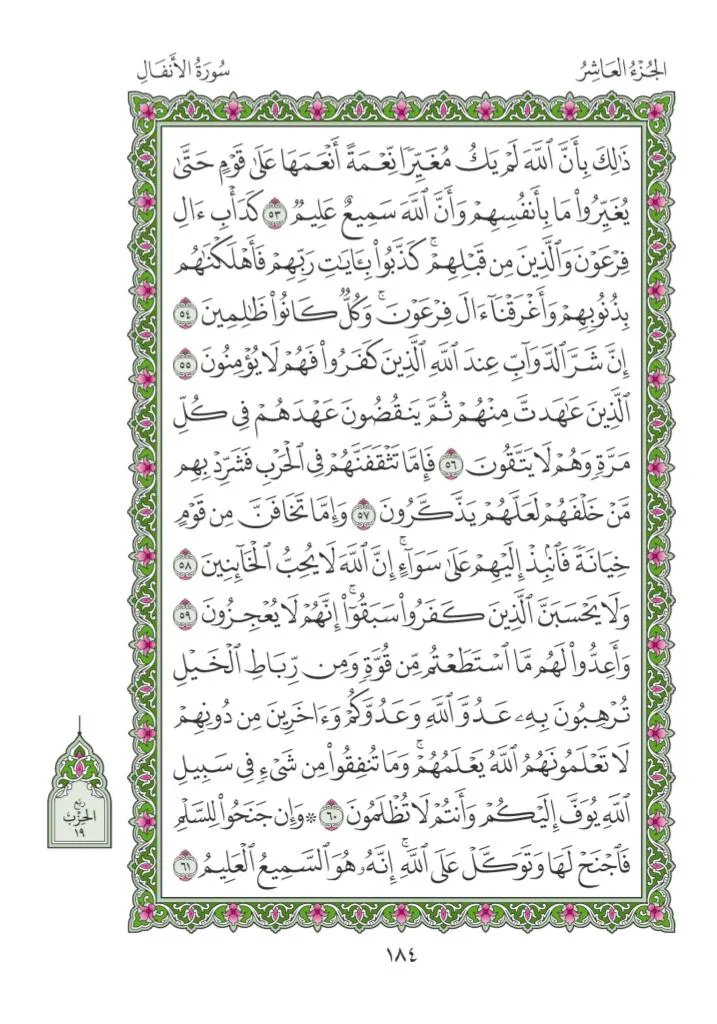 الجُزْءُ العَاشِرُ
سُورَةُ الأَنفَالِ
ذَٰلِكَ بِأَنَّ ٱللَّهَ لَمْ يَكُ مُغَيِّرًا نِّعْمَةً أَنْعَمَهَا عَلَىٰ قَوْمٍ حَتَّىٰ
يُغَيِّرُوا۟ مَا بِأَنفُسِهِمْ وَأَنَّ ٱللَّهَ سَمِيعٌ عَلِيمٌ ٥٣ كَدَأْبِ ءَالِ
فِرْعَوْنَ وَٱلَّذِينَ مِن قَبْلِهِمْ ۚ كَذَّبُوا۟ بِـَٔايَـٰتِ رَبِّهِمْ فَأَهْلَكْنَـٰهُم
بِذُنُوبِهِمْ وَأَغْرَقْنَآ ءَالَ فِرْعَوْنَ ۚ وَكُلٌّ كَانُوا۟ ظَـٰلِمِينَ ٥٤
إِنَّ شَرَّ ٱلدَّوَآبِّ عِندَ ٱللَّهِ ٱلَّذِينَ كَفَرُوا۟ فَهُمْ لَا يُؤْمِنُونَ ٥٥
ٱلَّذِينَ عَـٰهَدتَّ مِنْهُمْ ثُمَّ يَنقُضُونَ عَهْدَهُمْ فِى كُلِّ
مَرَّةٍ وَهُمْ لَا يَتَّقُونَ ٥٦ فَإِمَّا تَثْقَفَنَّهُمْ فِى ٱلْحَرْبِ فَشَرِّدْ بِهِم
مَّنْ خَلْفَهُمْ لَعَلَّهُمْ يَذَّكَّرُونَ ٥٧ وَإِمَّا تَخَافَنَّ مِن قَوْمٍ
خِيَانَةً فَٱنۢبِذْ إِلَيْهِمْ عَلَىٰ سَوَآءٍ ۚ إِنَّ ٱللَّهَ لَا يُحِبُّ ٱلْخَآئِنِينَ ٥٨
وَلَا يَحْسَبَنَّ ٱلَّذِينَ كَفَرُوا۟ سَبَقُوٓا۟ ۚ إِنَّهُمْ لَا يُعْجِزُونَ ٥٩
وَأَعِدُّوا۟ لَهُم مَّا ٱسْتَطَعْتُم مِّن قُوَّةٍ وَمِن رِّبَاطِ ٱلْخَيْلِ
تُرْهِبُونَ بِهِۦ عَدُوَّ ٱللَّهِ وَعَدُوَّكُمْ وَءَاخَرِينَ مِن دُونِهِمْ
لَا تَعْلَمُونَهُمُ ٱللَّهُ يَعْلَمُهُمْ ۚ وَمَا تُنفِقُوا۟ مِن شَىْءٍ فِى سَبِيلِ
ٱللَّهِ يُوَفَّ إِلَيْكُمْ وَأَنتُمْ لَا تُظْلَمُونَ ٦٠ ۞ وَإِن جَنَحُوا۟ لِلسَّلْمِ
فَٱجْنَحْ لَهَا وَتَوَكَّلْ عَلَى ٱللَّهِ ۚ إِنَّهُۥ هُوَ ٱلسَّمِيعُ ٱلْعَلِيمُ ٦١
رُبْعُ
الحِزْبِ
١٩
١٨٤